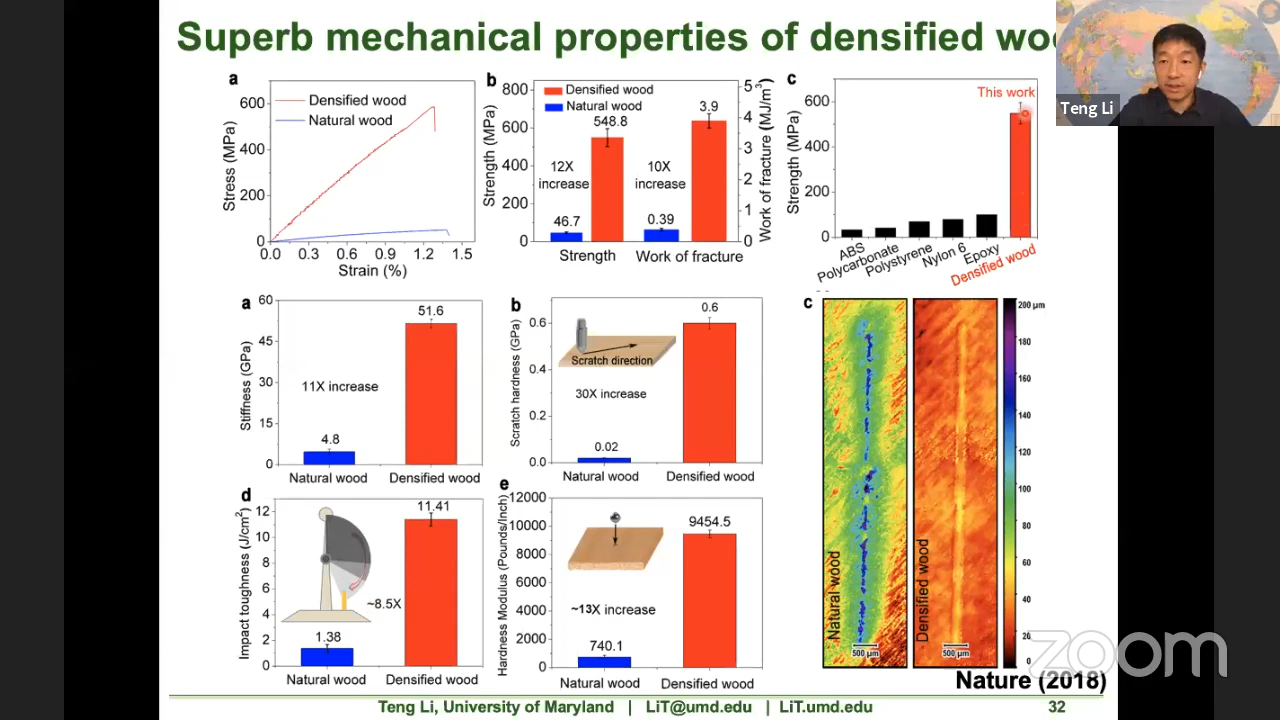 Superb mechanical properties of densified woo
Teng Li
a
Stress (MPa)
600
400
200
0
0.0 0.3 0.6 0.9 1.2 1.5
Strain (%)
Densified wood
Natural wood
b
Strength (MPa)
800
600
400
200
0
Densified wood
Natural wood
548.8
3.9
12X
increase
10X
increase
46.7
0.39
Strength Work of fracture
5
4
3
2
1
0
Work of fracture (MJ/m³)
c
This work
Strength (MPa)
600
400
200
0
ABS
Polycarbonate
Polystyrene
Nylon 6
Epoxy
Densified wood
a
Stiffness (GPa)
60
45
30
15
0
51.6
11X increase
4.8
Natural wood Densified wood
b
Scratch hardness (GPa)
0.6
0.4
0.2
0.0
0.6
Scratch direction
30X increase
0.02
Natural wood Densified wood
c
Natural wood
500 µm
Densified wood
500 µm
200 µm
180
160
140
120
100
80
60
40
20
0
d
Impact toughness (J/cm²)
12
10
8
6
4
2
0
11.41
~8.5X
1.38
Natural wood Densified wood
e
Hardness Modulus (Pounds/Inch)
12000
10000
8000
6000
4000
2000
0
9454.5
~13X increase
740.1
Natural wood Densified wood
zoom
Nature (2018)
Teng Li, University of Maryland | LiT@umd.edu | LiT.umd.edu 32